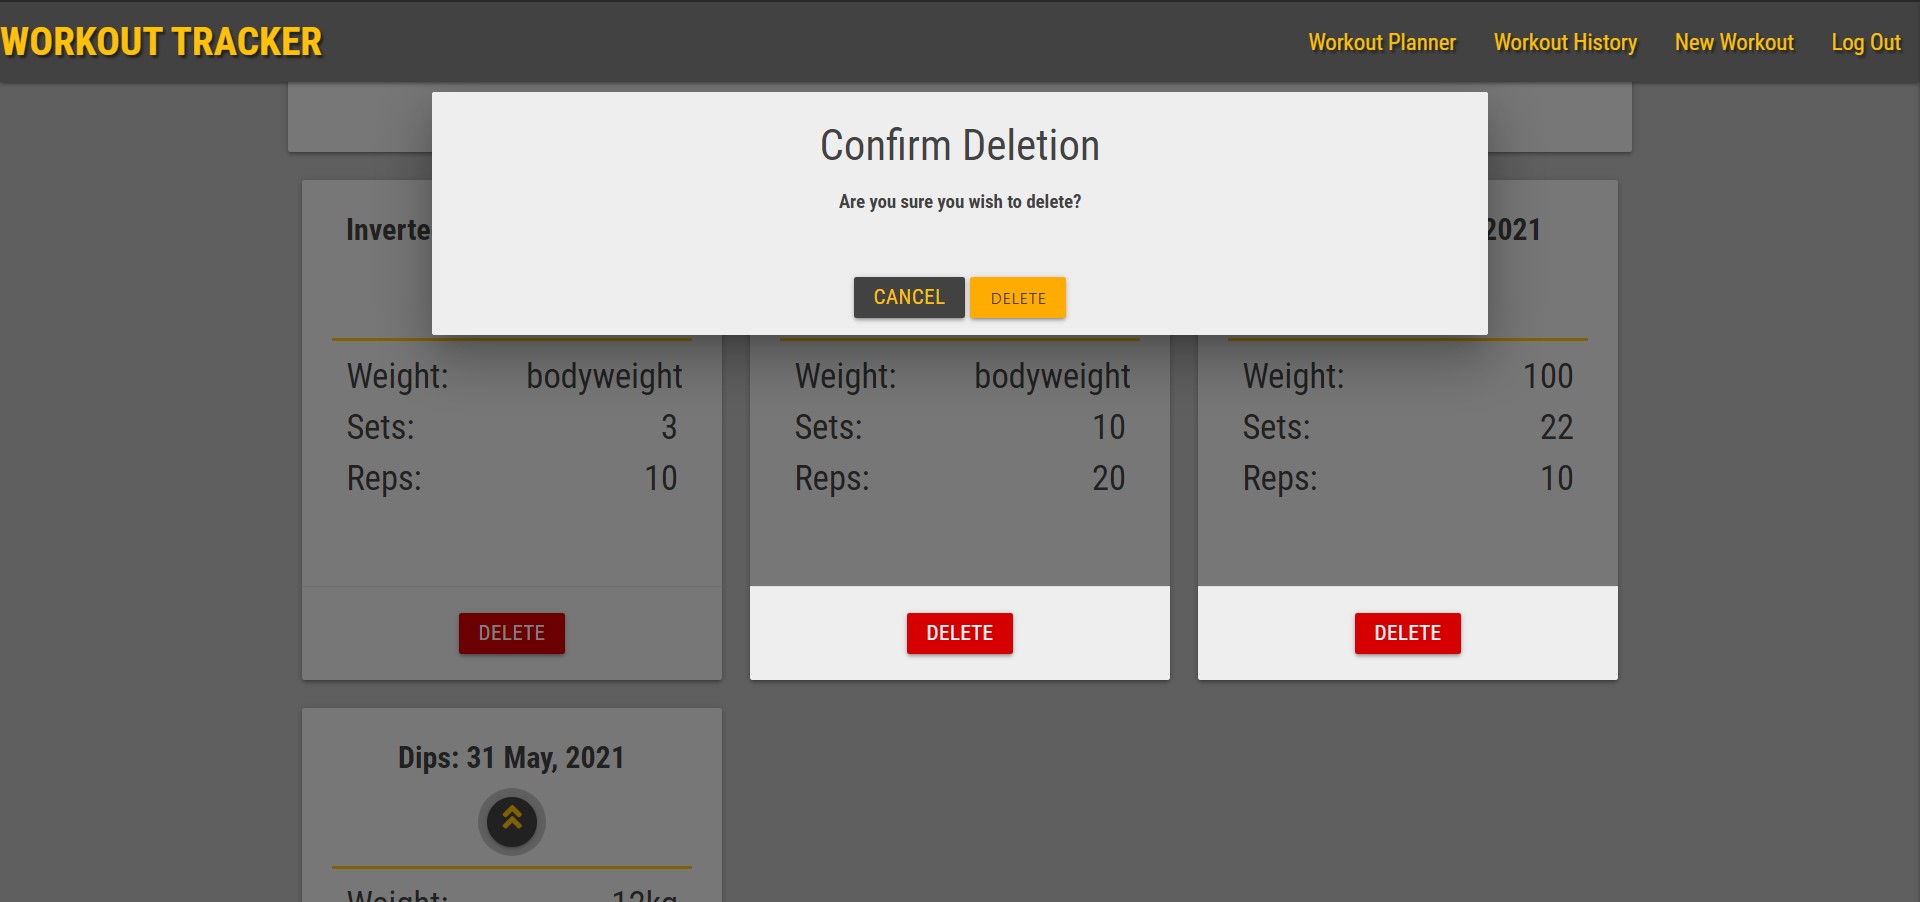 WORKOUT TRACKER
Workout Planner Workout History New Workout Log Out
Confirm Deletion
Are you sure you wish to delete?
CANCEL DELETE
2021
Weight: bodyweight
Sets: 3
Reps: 10
DELETE
Weight: bodyweight
Sets: 10
Reps: 20
DELETE
Weight: 100
Sets: 22
Reps: 10
DELETE
Dips: 31 May, 2021
Weight: 12kg